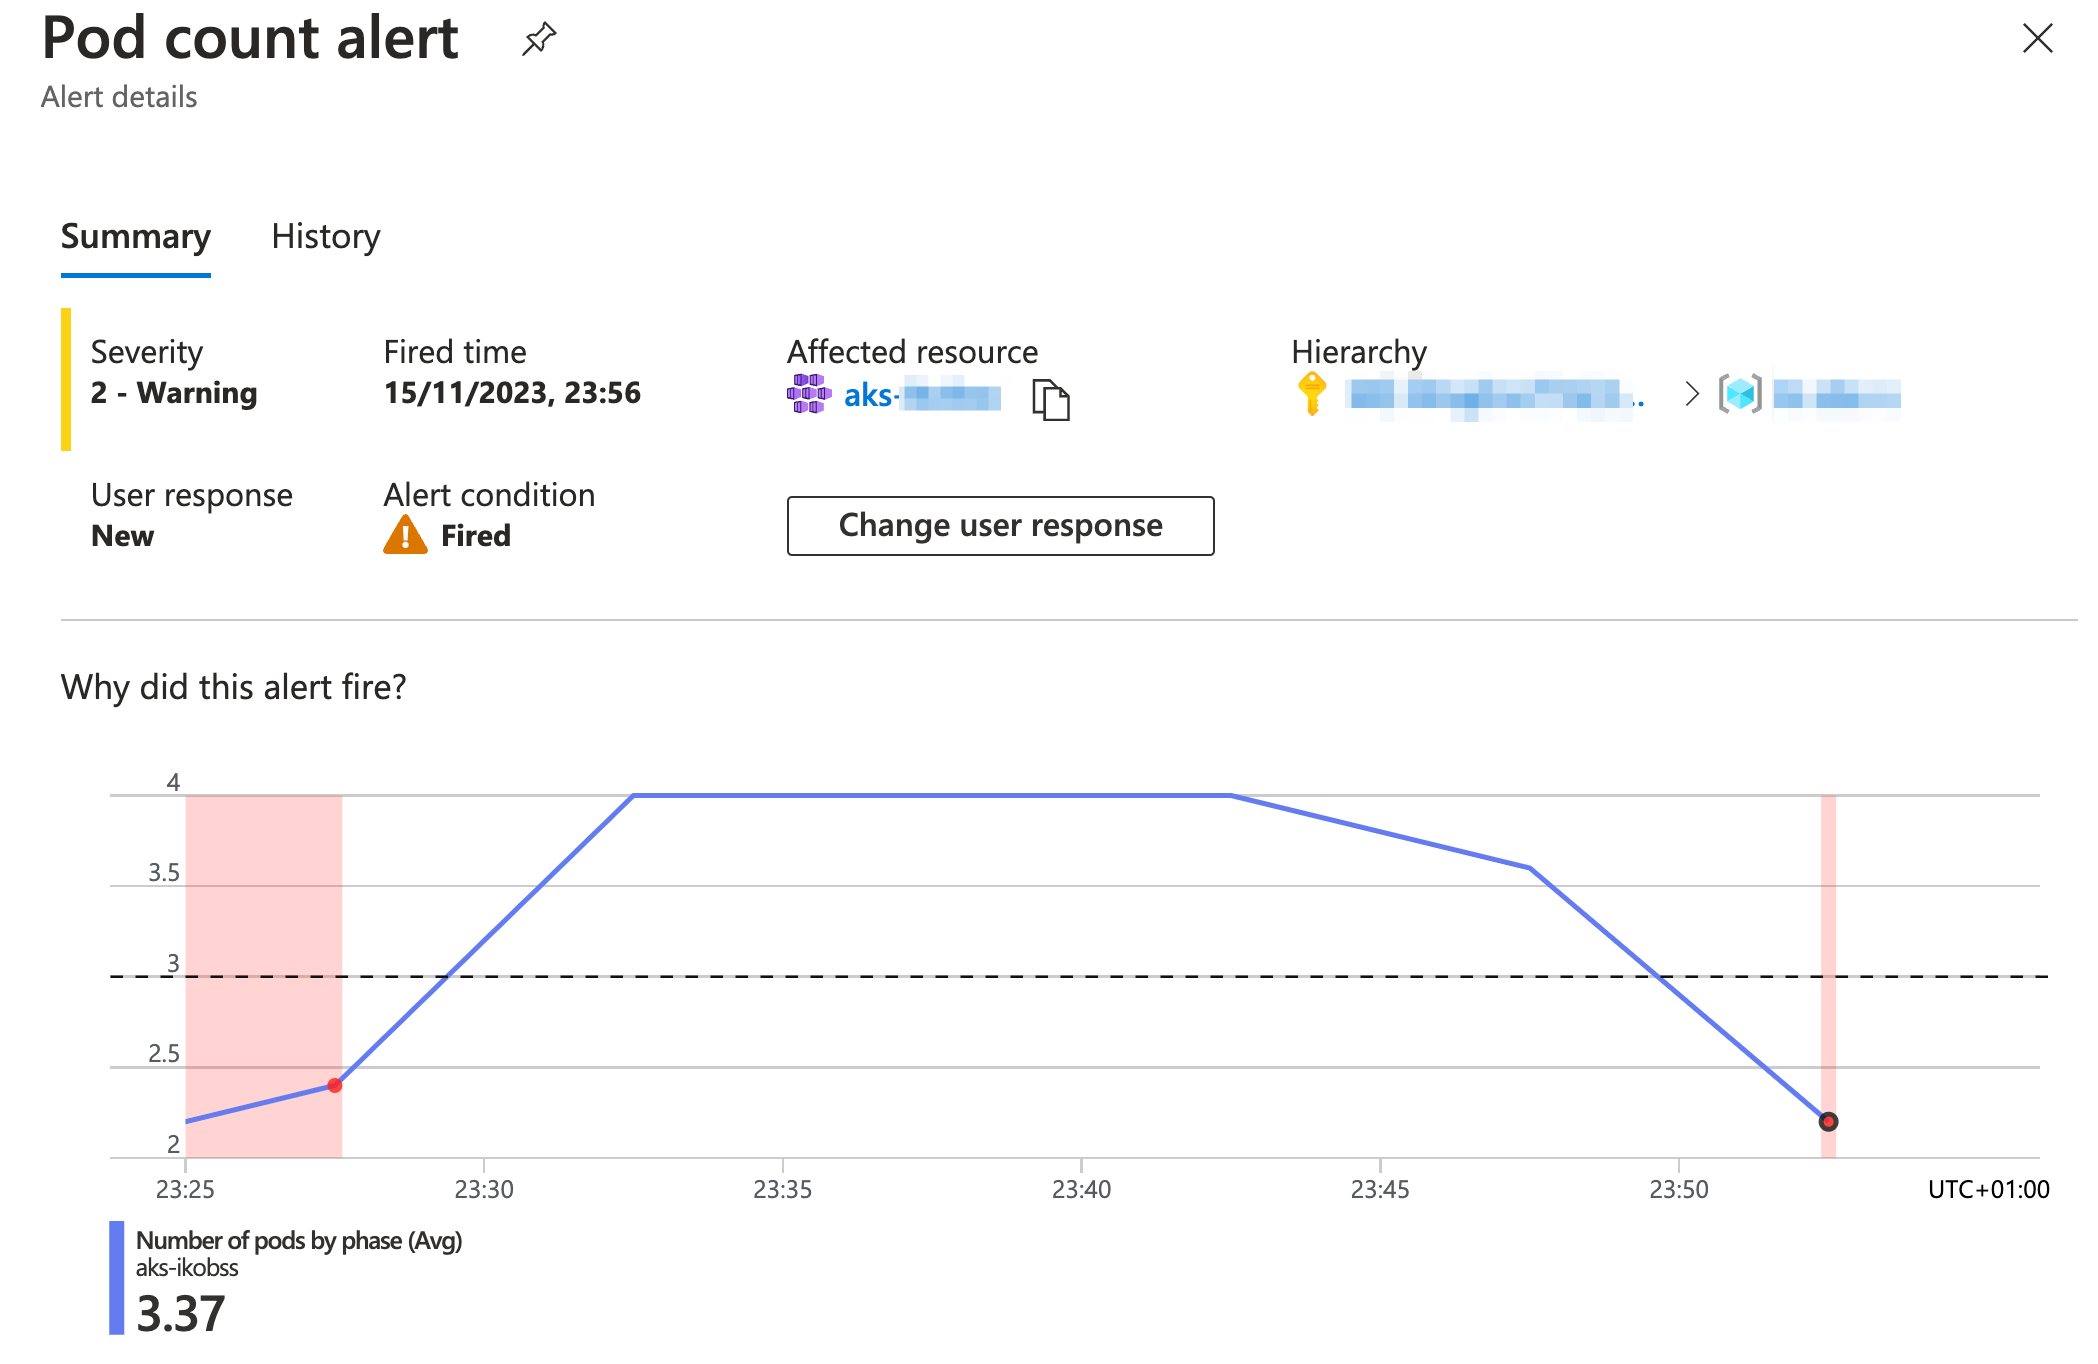 Pod count alert
Alert details
Summary History
Severity Fired time Affected resource Hierarchy
2 - Warning 15/11/2023, 23:56 aks-
User response Alert condition
New Fired Change user response
Why did this alert fire?
4
3.5
3
2.5
2
23:25 23:30 23:35 23:40 23:45 23:50 UTC+01:00
Number of pods by phase (Avg)
aks-ikobss
3.37